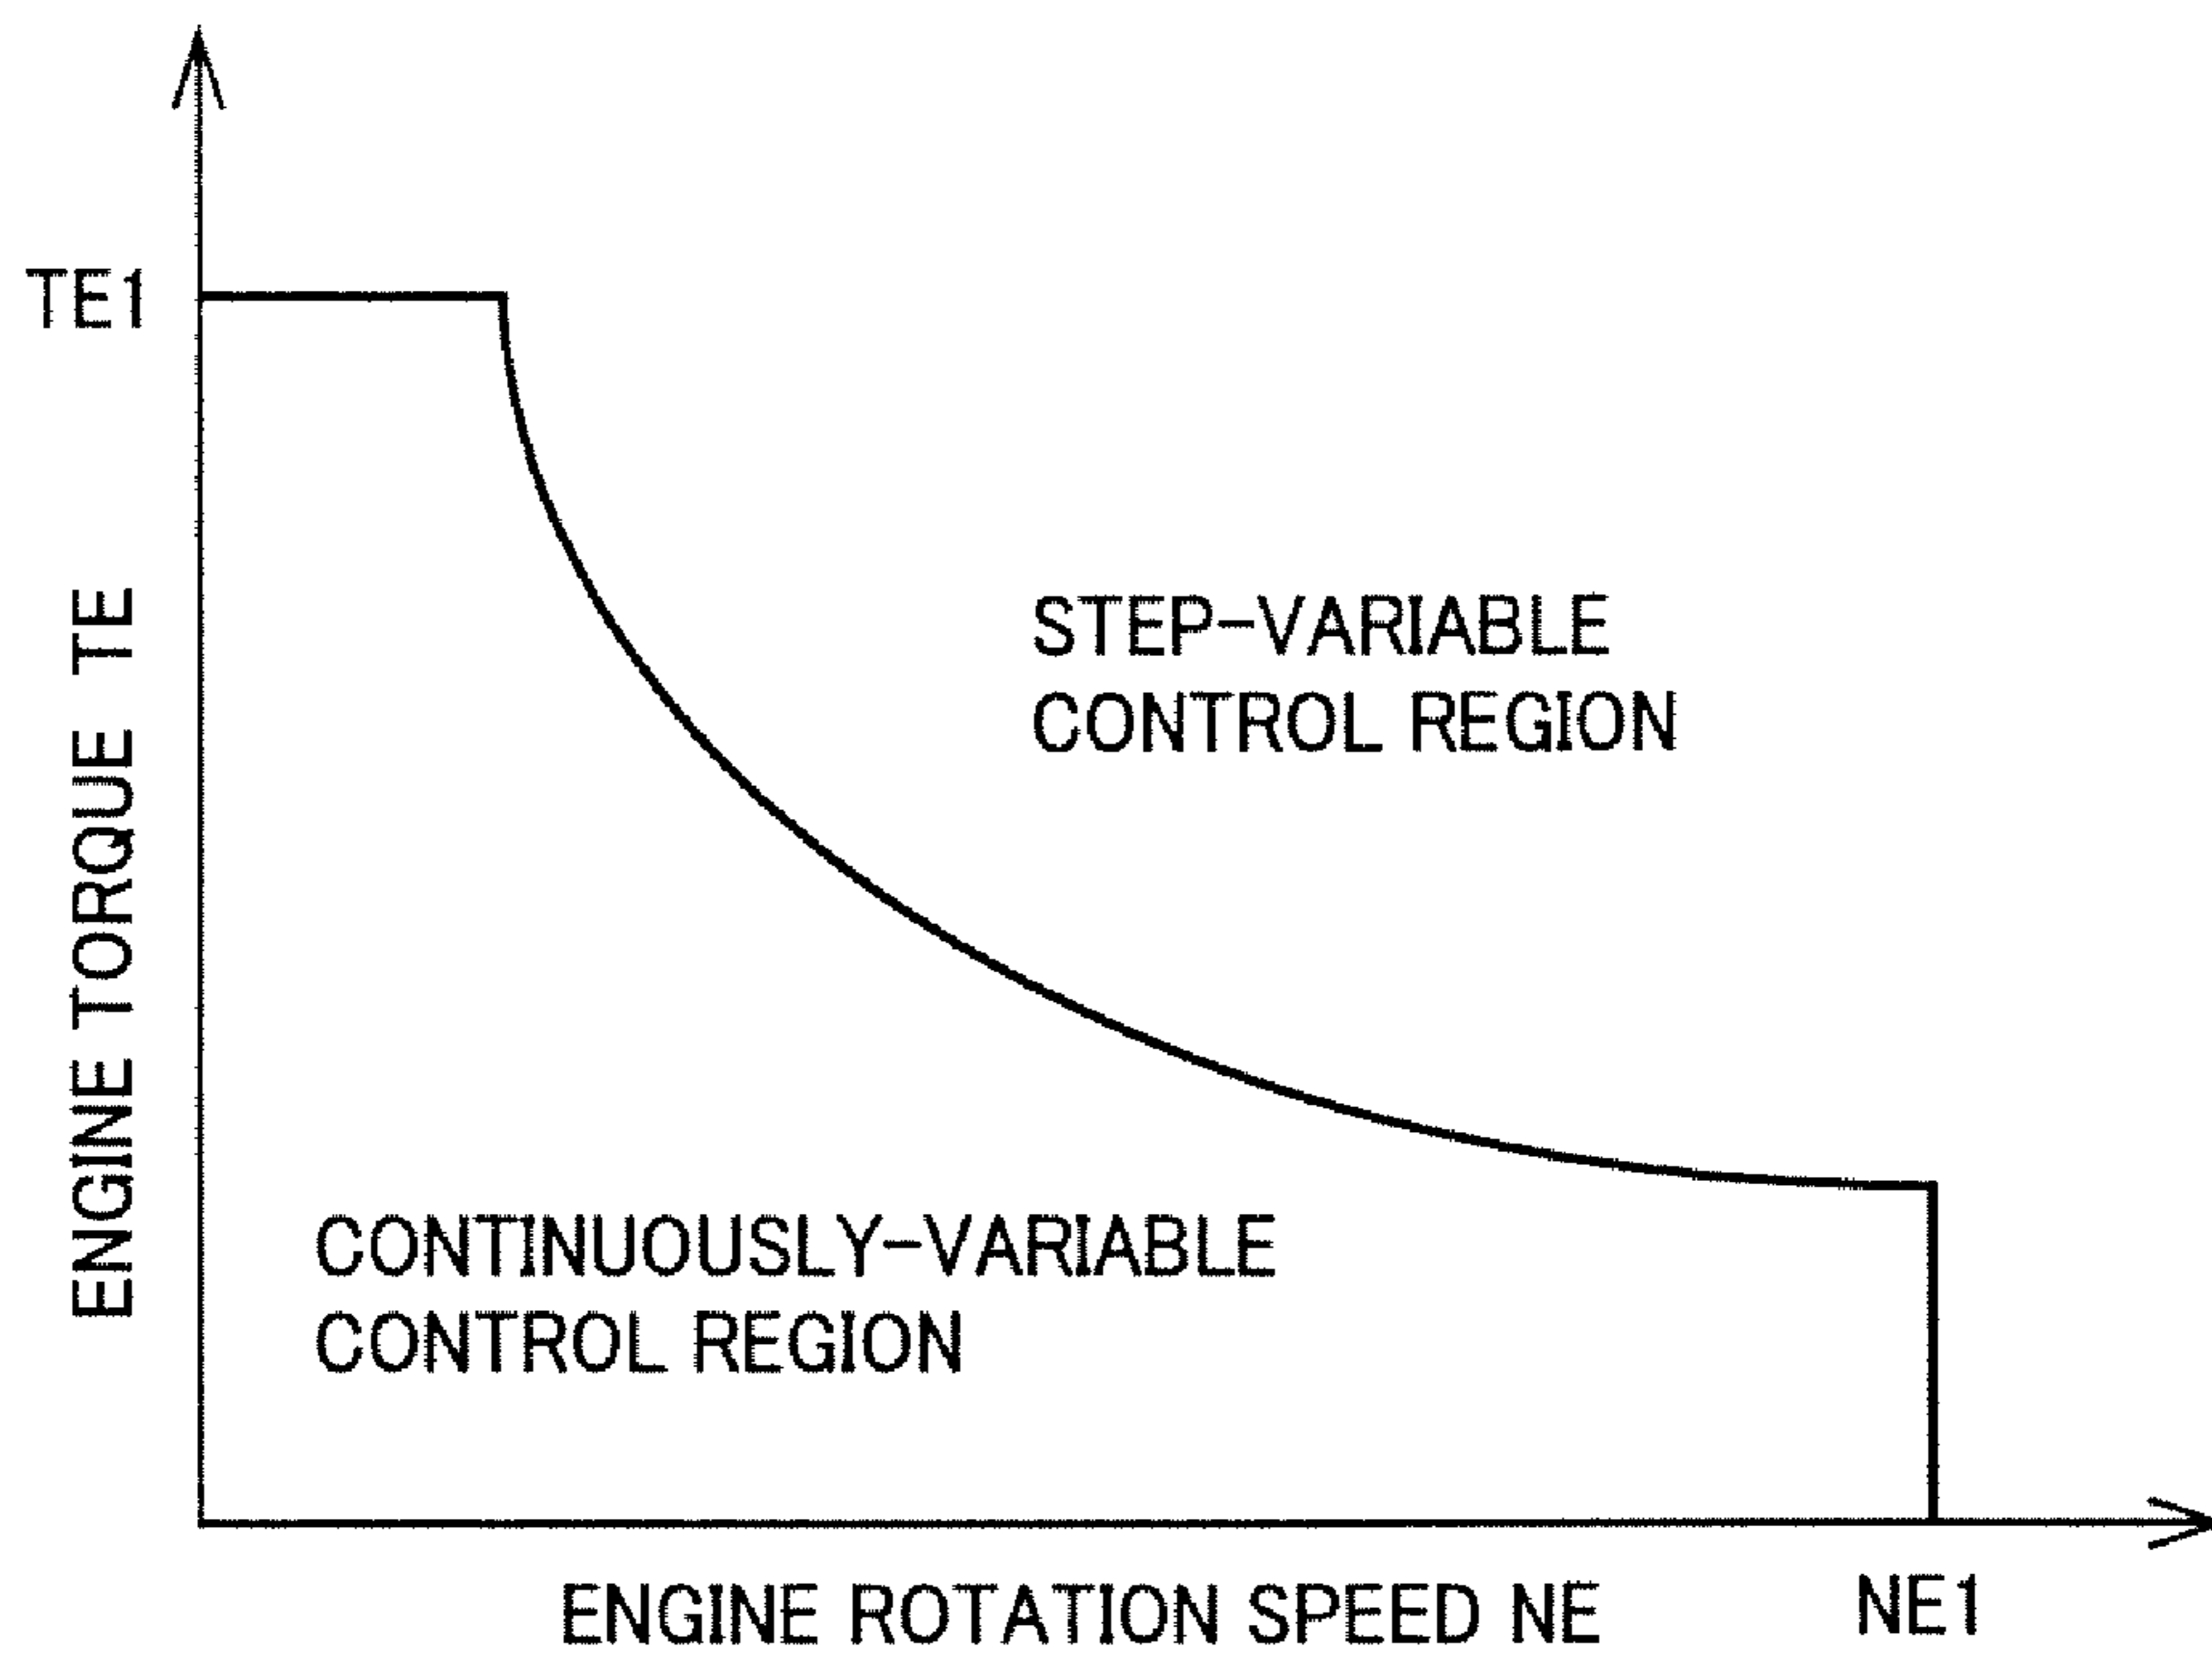 TE1
ENGINE TORQUE TE
STEP-VARIABLE
CONTROL REGION
CONTINUOUSLY-VARIABLE
CONTROL REGION
ENGINE ROTATION SPEED NE
NE1